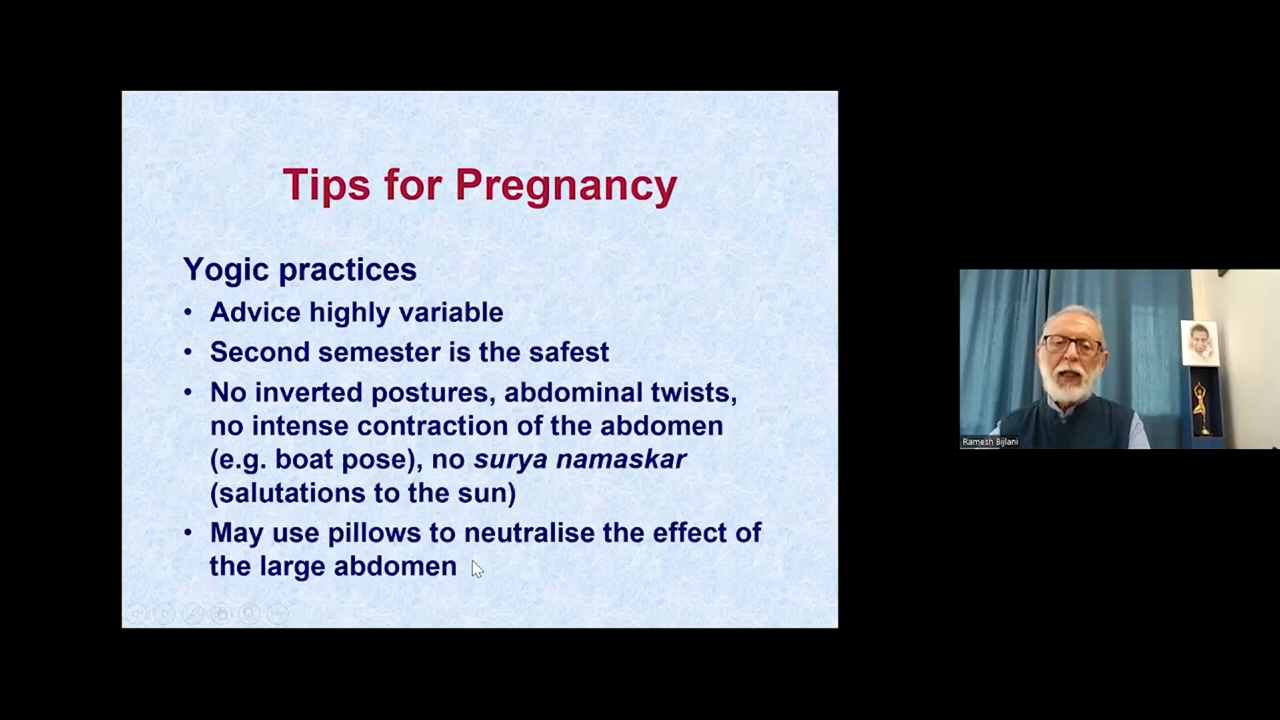 Tips for Pregnancy
Yogic practices
• Advice highly variable
• Second semester is the safest
• No inverted postures, abdominal twists,
no intense contraction of the abdomen
(e.g. boat pose), no surya namaskar
(salutations to the sun)
• May use pillows to neutralise the effect of
the large abdomen
Ramesh Bijlani